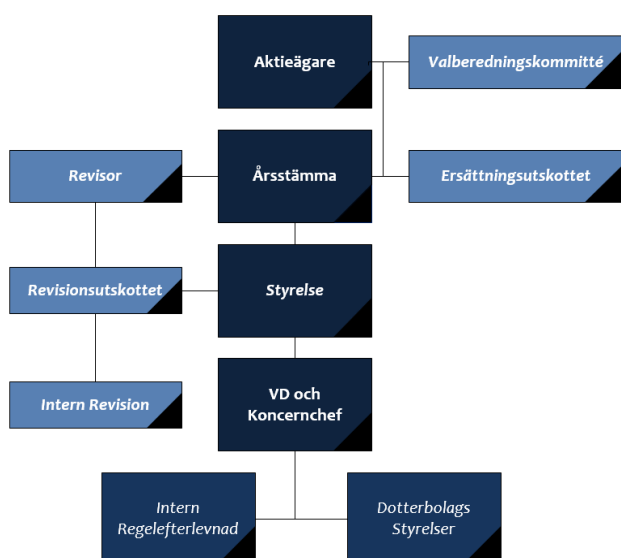 Aktieägare
Valberedningskommitté
Revisor
Årsstämma
Ersättningsutskottet
Revisionsutskottet
Styrelse
Intern Revision
VD och
Koncernchef
Intern
Regelefterlevnad
Dotterbolags
Styrelser